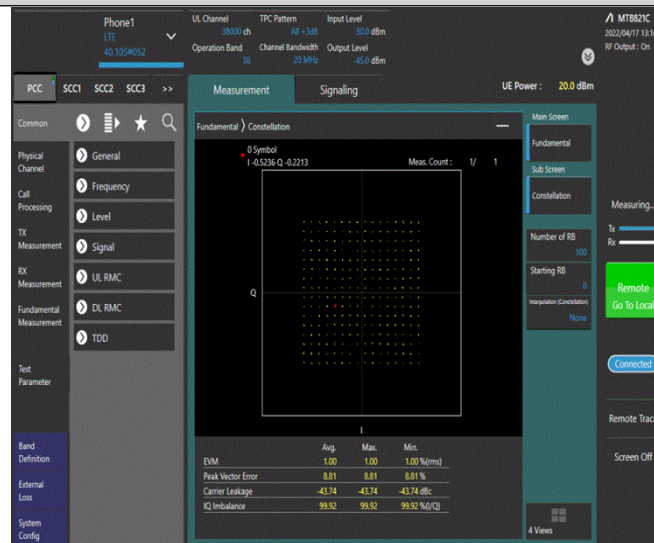 Phone1
LTE
40.105#052
UL Channel TPC Pattern Input Level
38000 ch All +3dB 30.0 dBm
Operation Band Channel Bandwidth Output Level
38 20 MHz -45.0 dBm
MT8821C
2022/04/17 13:1
RF Output : On
PCC SCC1 SCC2 SCC3 >>
Measurement Signaling
UE Power : 20.0 dBm
Common
Physical
Channel
Call
Processing
TX
Measurement
RX
Measurement
Fundamental
Measurement
Test
Parameter
Band
Definition
External
Loss
System
Config
General
Frequency
Level
Signal
UL RMC
DL RMC
TDD
Fundamental > Constellation
0 Symbol
I -0.5236 Q -0.2213 Meas. Count : 1/ 1
Q
I
Avg. Max. Min.
EVM 1.00 1.00 1.00 %(rms)
Peak Vector Error 8.81 8.81 8.81 %
Carrier Leakage -43.74 -43.74 -43.74 dBc
IQ Imbalance 99.92 99.92 99.92 %(I/Q)
Main Screen
Fundamental
Sub Screen
Constellation
Number of RB
100
Starting RB
0
Interpolation (Constellation)
None
4 Views
Measuring..
Tx
Rx
Remote
Go To Local
Connected
Remote Trac
Screen Off